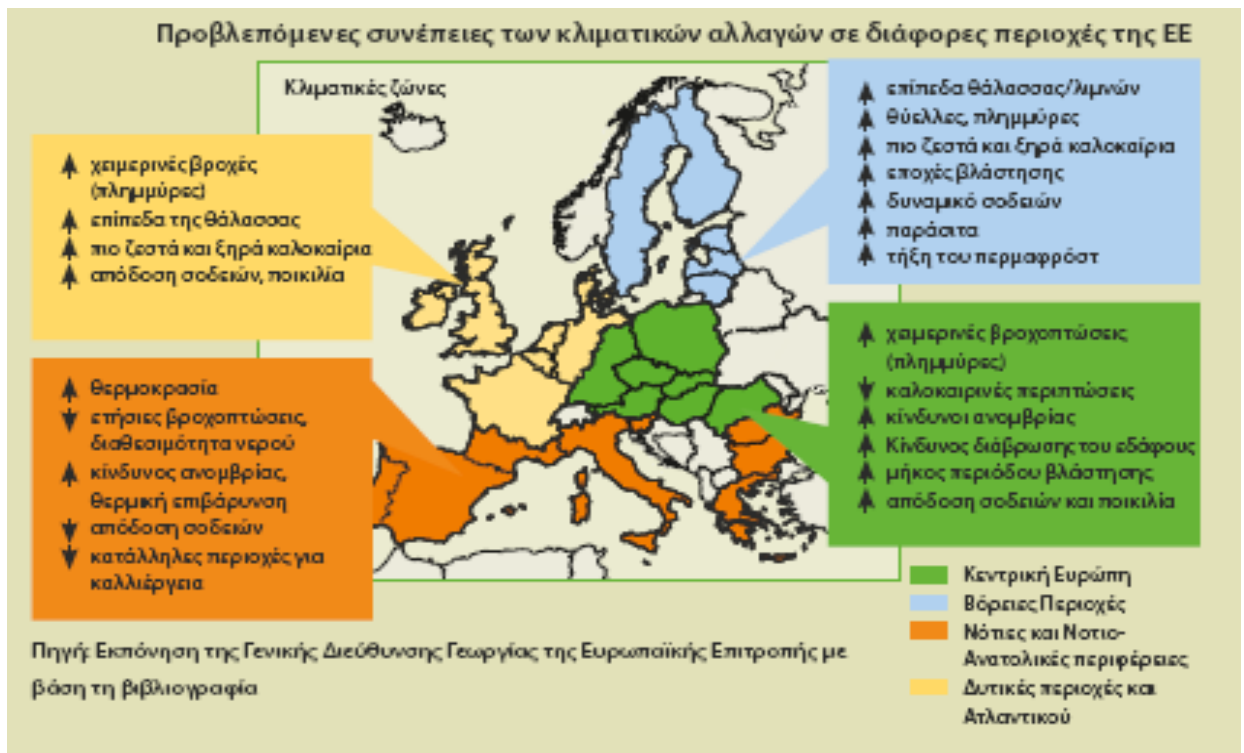 Προβλεπόμενες συνέπειες των κλιματικών αλλαγών σε διάφορες περιοχές της ΕΕ
Κλιματικές ζώνες
χειμερινές βροχές
(πλημμύρες)
επίπεδα της θάλασσας
πιο ζεστά και ξηρά καλοκαίρια
απόδοση σοδειών, ποικιλία
επίπεδα θάλασσας/λιμνών
θύελλες, πλημμύρες
πιο ζεστά και ξηρά καλοκαίρια
εποχές βλάστησης
δυναμικό σοδειών
παράσιτα
τήξη του περμαφρόστ
θερμοκρασία
ετήσιες βροχοπτώσεις,
διαθεσιμότητα νερού
κίνδυνος ανομβρίας,
θερμική επιβάρυνση
απόδοση σοδειών
κατάλληλες περιοχές για
καλλιέργεια
χειμερινές βροχοπτώσεις
(πλημμύρες)
καλοκαιρινές περιπτώσεις
κίνδυνοι ανομβρίας
Κίνδυνος διάβρωσης του εδάφους
μήκος περιόδου βλάστησης
απόδοση σοδειών και ποικιλία
Κεντρική Ευρώπη
Βόρειες Περιοχές
Νότιες και Νοτιο-
Ανατολικές περιφέρειες
Δυτικές περιοχές και
Ατλαντικού
Πηγή: Εκπόνηση της Γενικής Διεύθυνσης Γεωργίας της Ευρωπαϊκής Επιτροπής με
βάση τη βιβλιογραφία